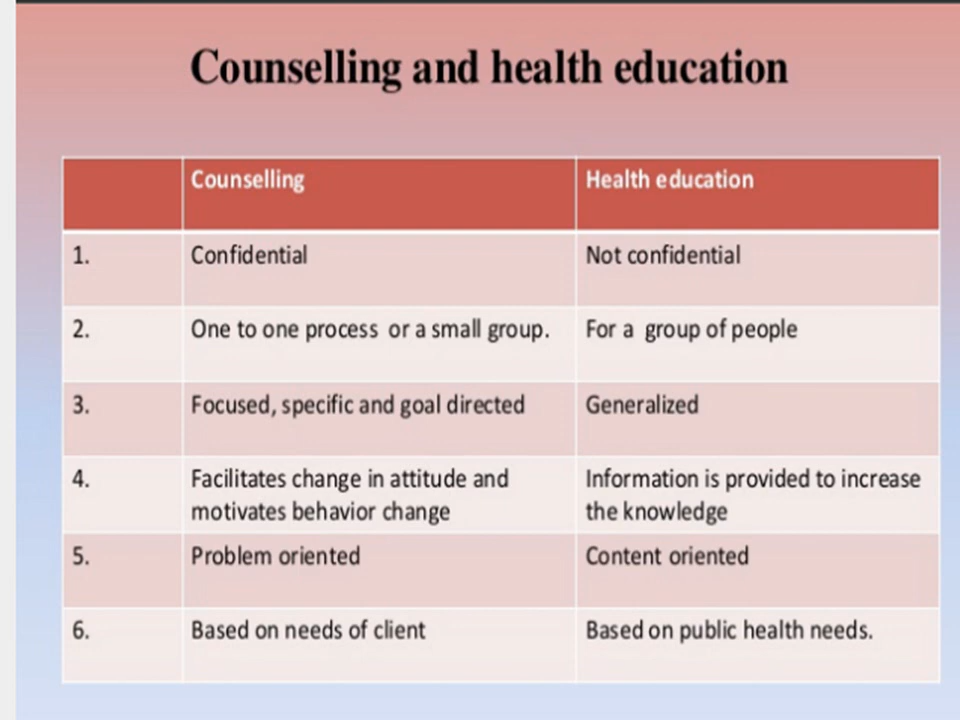 Counselling and health education
Counselling Health education
1. Confidential Not confidential
2. One to one process or a small group. For a group of people
3. Focused, specific and goal directed Generalized
4. Facilitates change in attitude and Information is provided to increase
motivates behavior change the knowledge
5. Problem oriented Content oriented
6. Based on needs of client Based on public health needs.